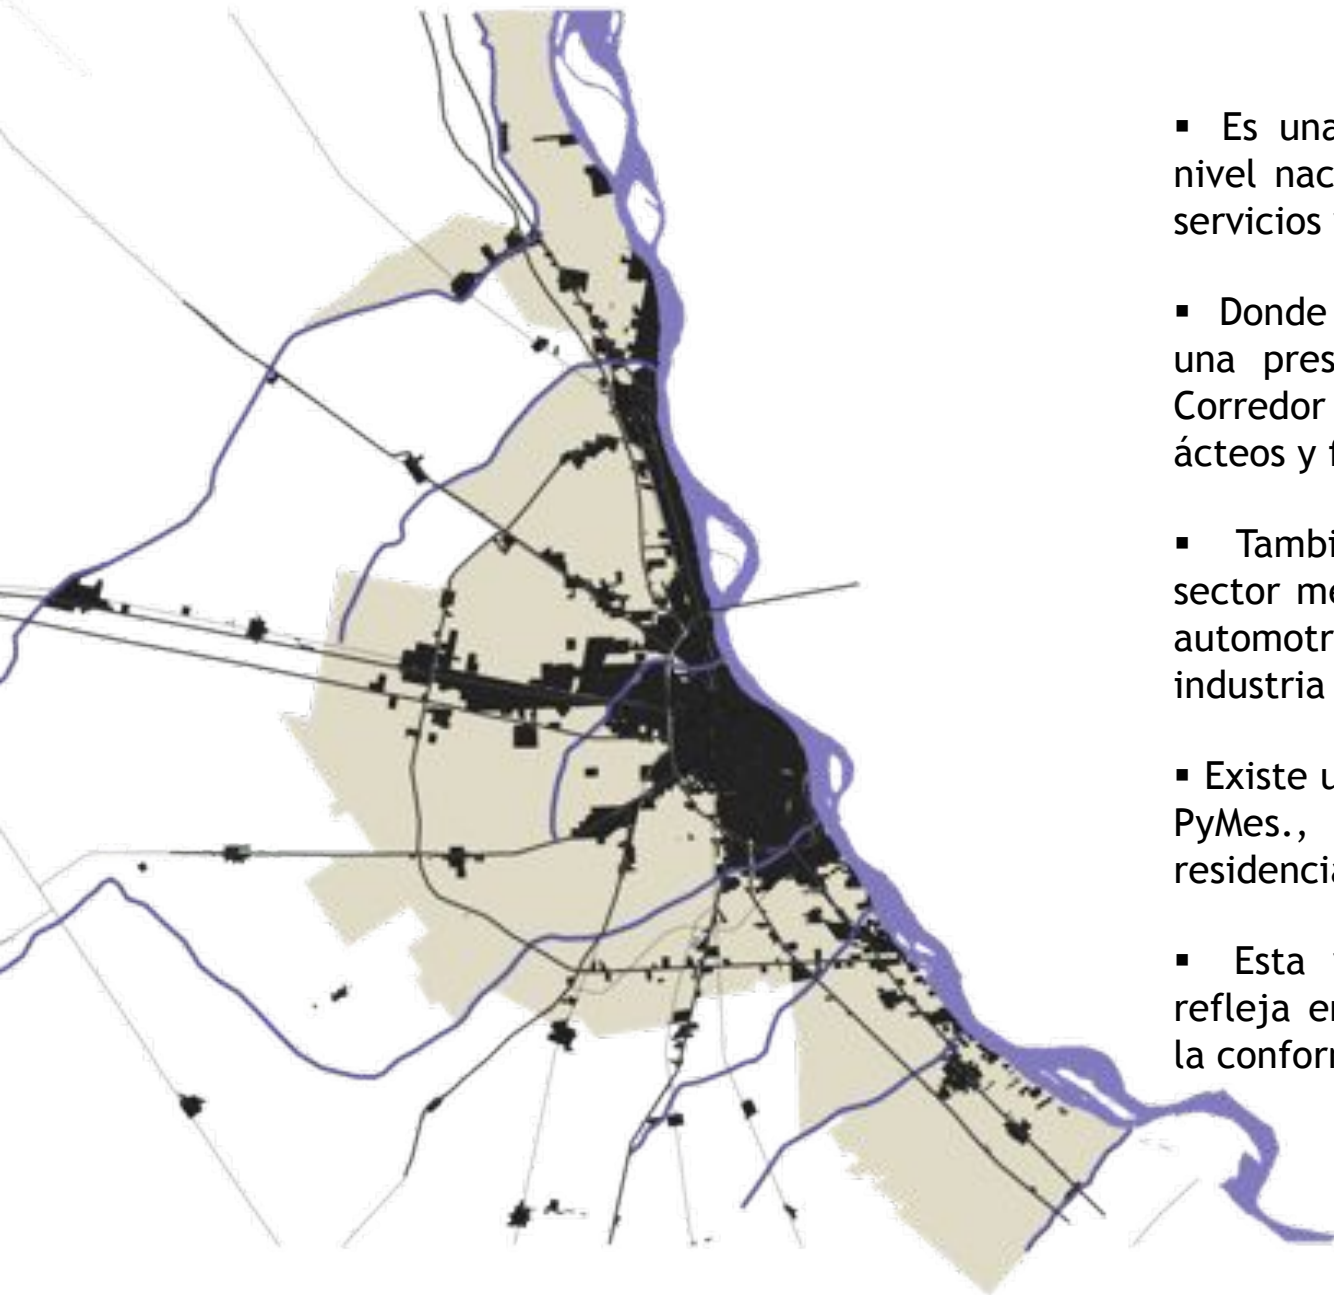 ▪ Es una
nivel nac
servicios
▪ Donde
una pres
Corredor
ácteos y f
▪ Tambi
sector me
automotr
industria
▪ Existe u
PyMes.,
residencia
▪ Esta
refleja en
la conform